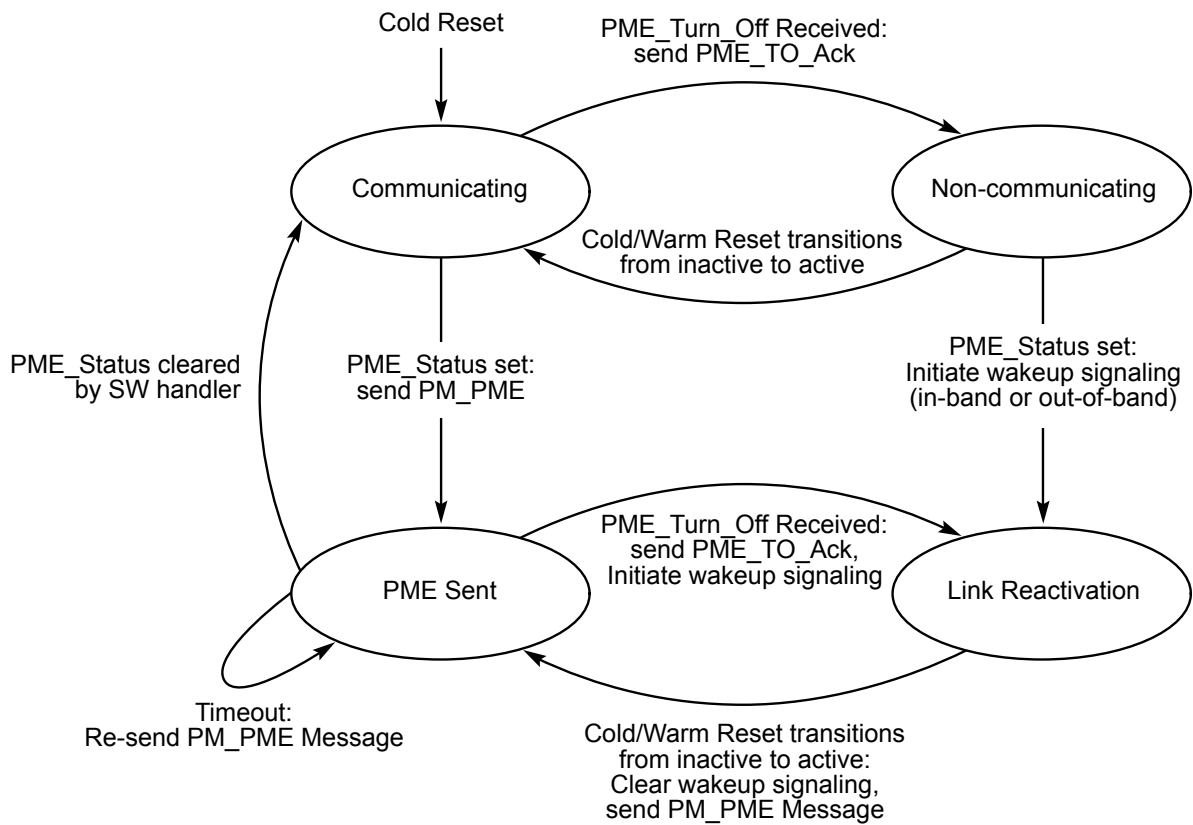 Cold Reset
PME_Turn_Off Received:
send PME_TO_Ack
Communicating
Non-communicating
Cold/Warm Reset transitions
from inactive to active
PME_Status cleared
by SW handler
PME_Status set:
send PM_PME
PME_Status set:
Initiate wakeup signaling
(in-band or out-of-band)
PME_Turn_Off Received:
send PME_TO_Ack,
Initiate wakeup signaling
PME Sent
Link Reactivation
Timeout:
Re-send PM_PME Message
Cold/Warm Reset transitions
from inactive to active:
Clear wakeup signaling,
send PM_PME Message